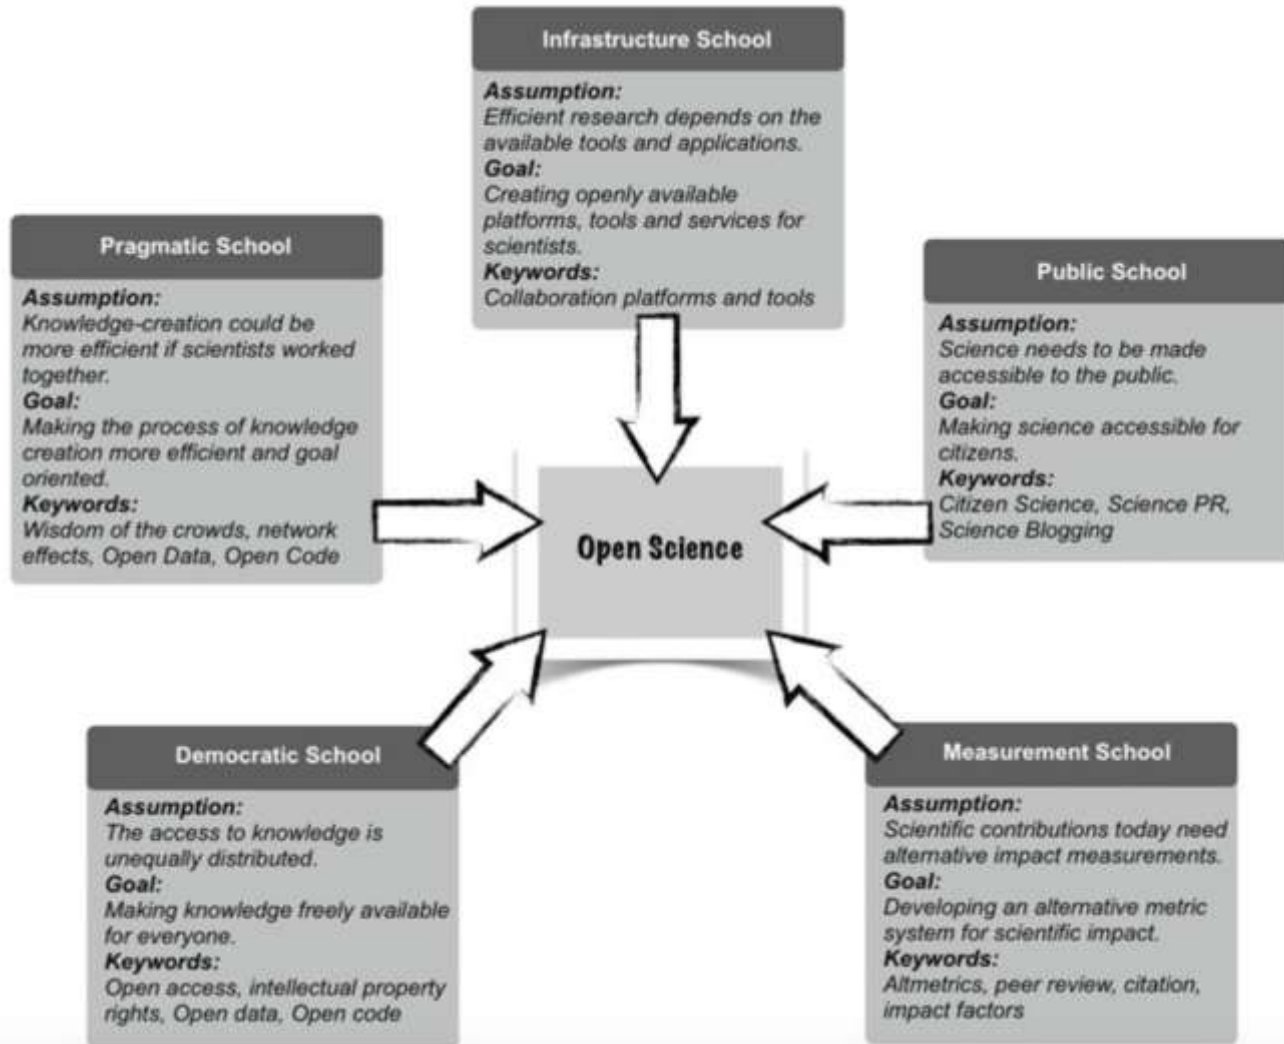 Infrastructure School
Assumption:
Efficient research depends on the
available tools and applications.
Goal:
Creating openly available
platforms, tools and services for
scientists.
Keywords:
Collaboration platforms and tools
Pragmatic School
Assumption:
Knowledge-creation could be
more efficient if scientists worked
together.
Goal:
Making the process of knowledge
creation more efficient and goal
oriented.
Keywords:
Wisdom of the crowds, network
effects, Open Data, Open Code
Public School
Assumption:
Science needs to be made
accessible to the public.
Goal:
Making science accessible for
citizens.
Keywords:
Citizen Science, Science PR,
Science Blogging
Open Science
Democratic School
Assumption:
The access to knowledge is
unequally distributed.
Goal:
Making knowledge freely available
for everyone.
Keywords:
Open access, intellectual property
rights, Open data, Open code
Measurement School
Assumption:
Scientific contributions today need
alternative impact measurements.
Goal:
Developing an alternative metric
system for scientific impact.
Keywords:
Altmetrics, peer review, citation,
impact factors